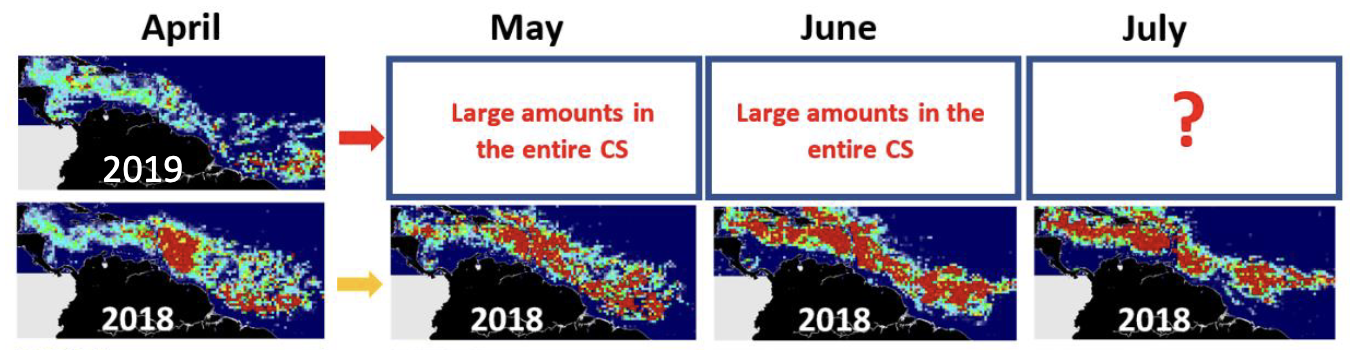 April May June July
Large amounts in
the entire CS
Large amounts in the
entire CS
?
2019
2018 2018 2018 2018